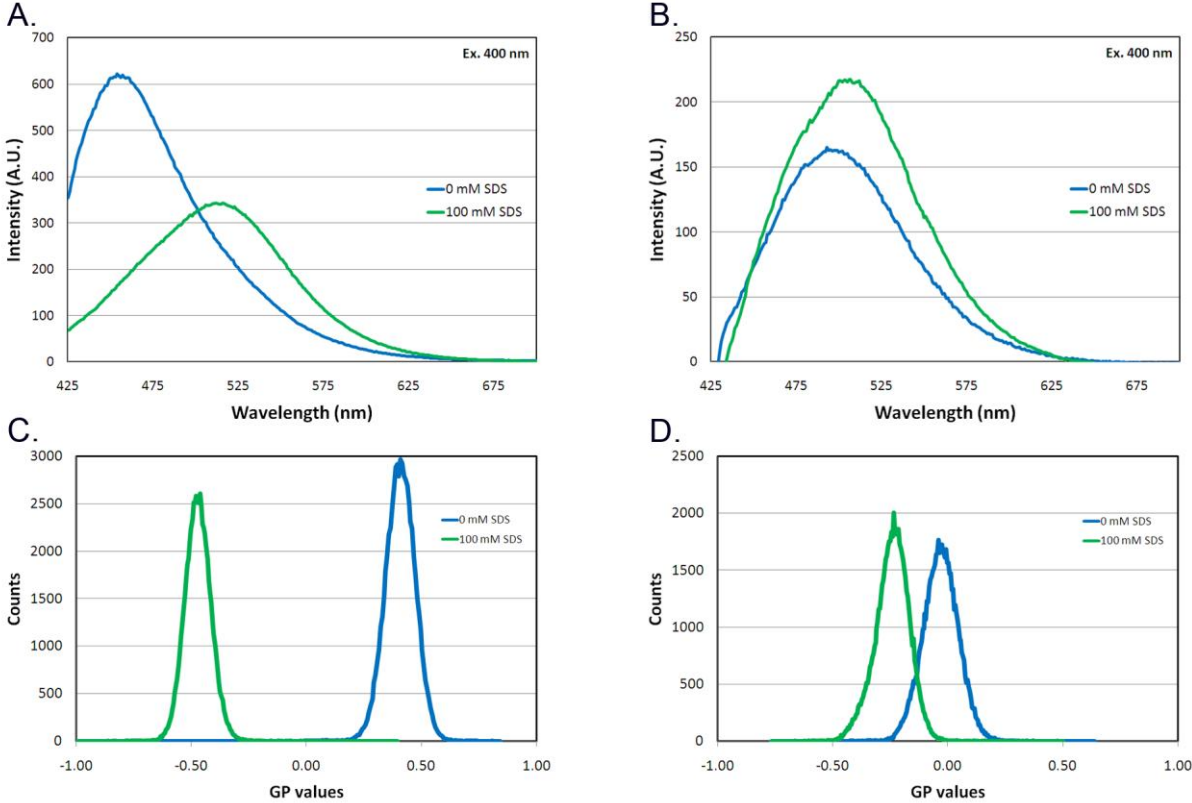 A.
700
600
500
400
300
200
100
0
Intensity (A.U.)
Ex. 400 nm
0 mM SDS
100 mM SDS
425 475 525 575 625 675
Wavelength (nm)
B.
250
200
150
100
50
0
Intensity (A.U.)
Ex. 400 nm
0 mM SDS
100 mM SDS
425 475 525 575 625 675
Wavelength (nm)
C.
3000
2500
2000
1500
1000
500
0
Counts
0 mM SDS
100 mM SDS
-1.00 -0.50 0.00 0.50 1.00
GP values
D.
2500
2000
1500
1000
500
0
Counts
0 mM SDS
100 mM SDS
-1.00 -0.50 0.00 0.50 1.00
GP values